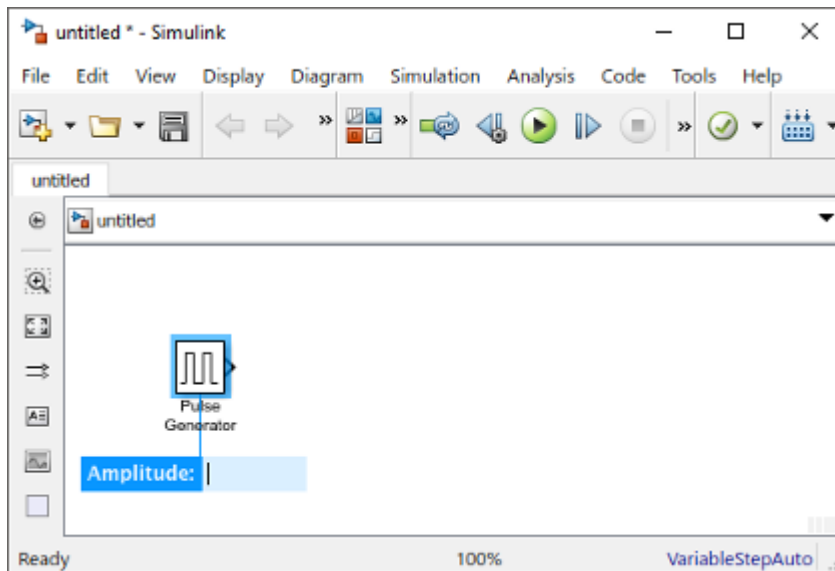 untitled * - Simulink
File Edit View Display Diagram Simulation Analysis Code Tools Help
untitled
untitled
Pulse
Generator
Amplitude:
Ready 100% VariableStepAuto